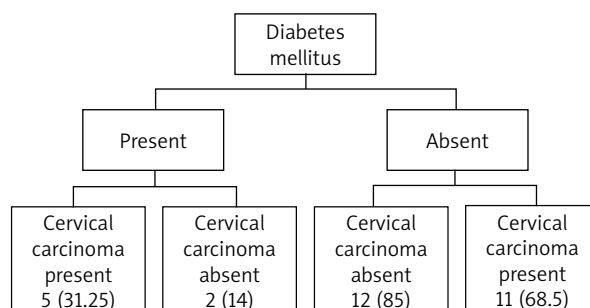 Diabetes
mellitus
Present
Absent
Cervical
carcinoma
present
5 (31.25)
Cervical
carcinoma
absent
2 (14)
Cervical
carcinoma
absent
12 (85)
Cervical
carcinoma
present
11 (68.5)